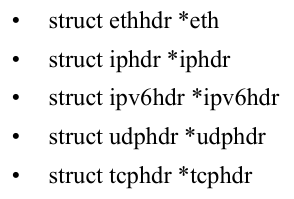 • struct ethhdr *eth
• struct iphdr *iphdr
• struct ipv6hdr *ipv6hdr
• struct udphdr *udphdr
• struct tcphdr *tcphdr